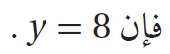 فإن y = 8 .